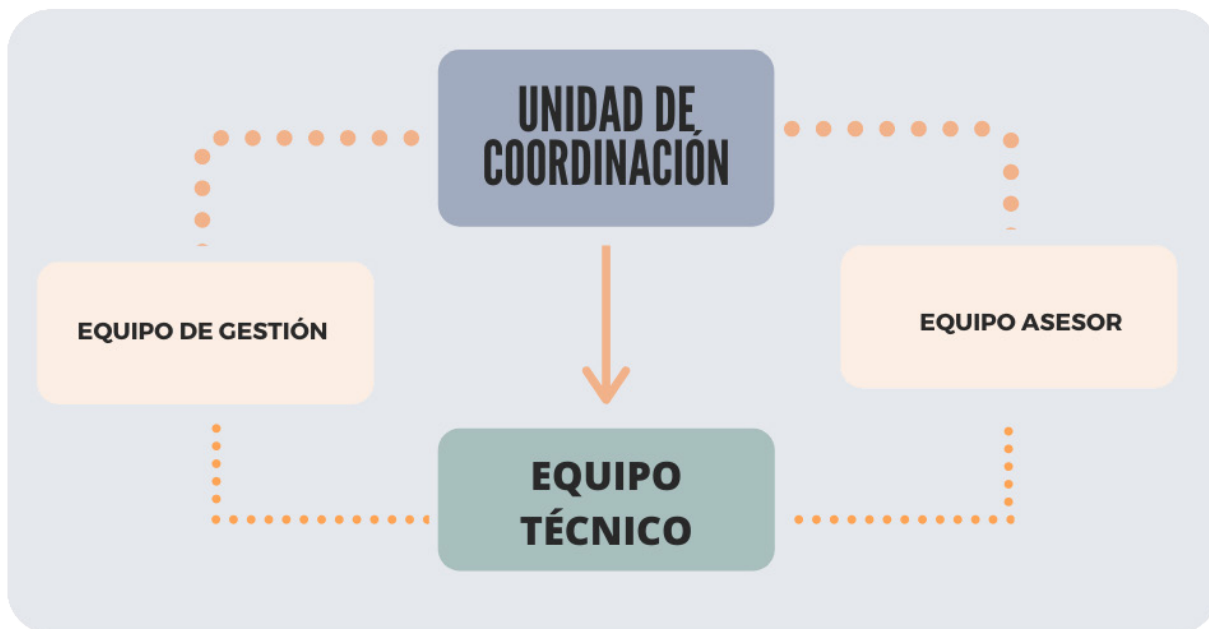 UNIDAD DE
COORDINACIÓN
EQUIPO DE GESTIÓN
EQUIPO ASESOR
EQUIPO
TÉCNICO